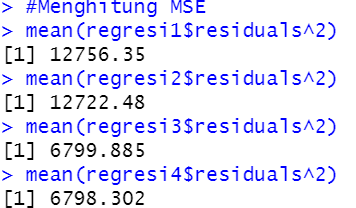 > #Menghitung MSE
> mean(regresi1$residuals^2)
[1] 12756.35
> mean(regresi2$residuals^2)
[1] 12722.48
> mean(regresi3$residuals^2)
[1] 6799.885
> mean(regresi4$residuals^2)
[1] 6798.302